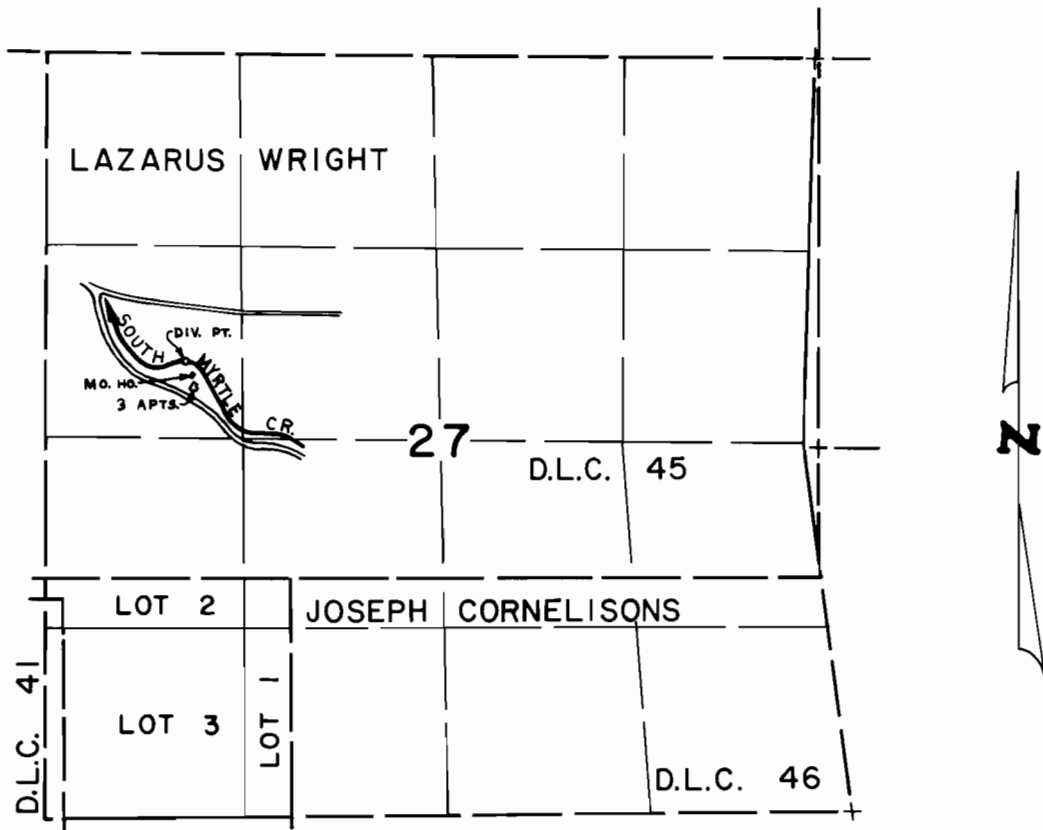 LAZARUS WRIGHT
SOUTH MYRTLE CR.
DIV. PT.
MO. HO.
3 APTS.
27
D.L.C. 45
N
LOT 2
JOSEPH CORNELISONS
D.L.C. 41
LOT 3
LOT 1
D.L.C. 46